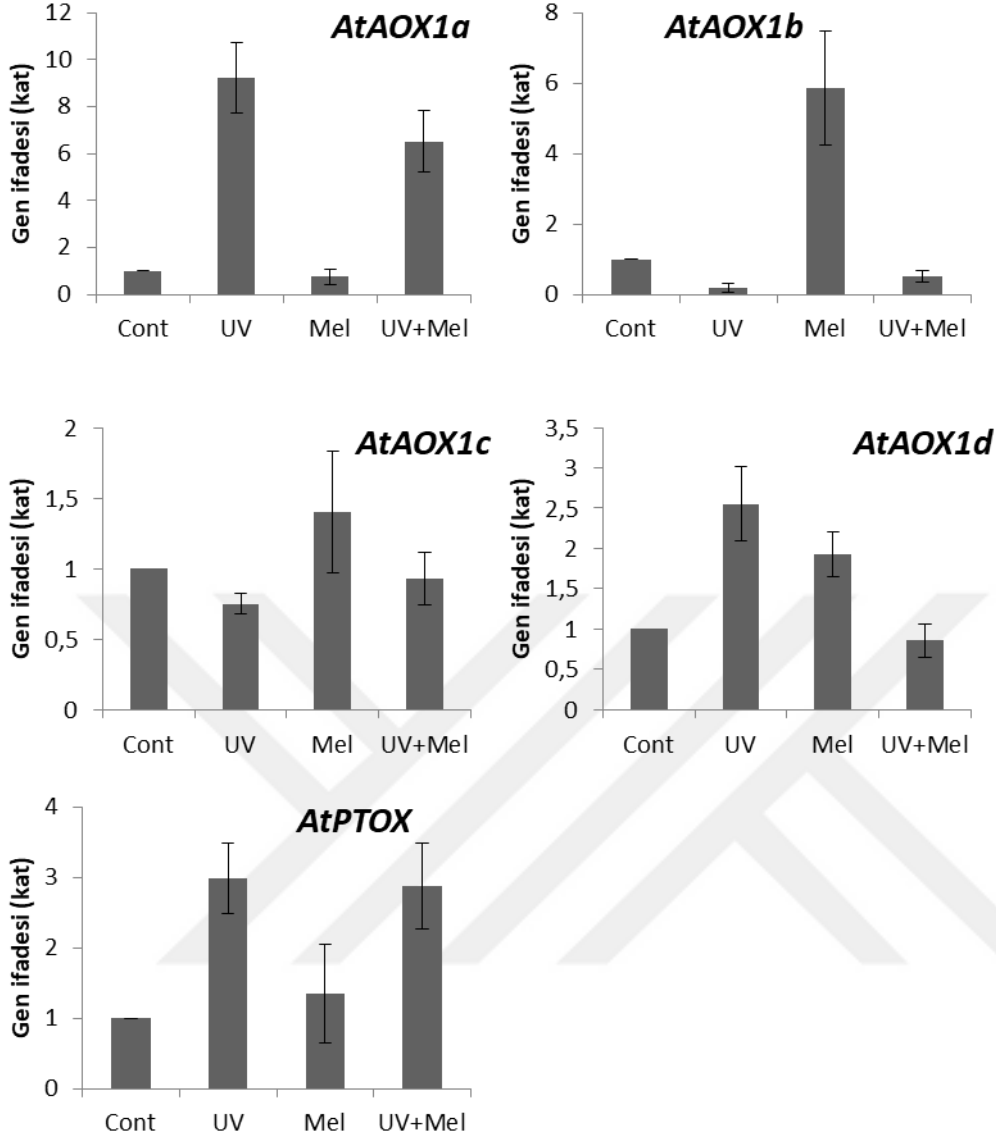 AtAOX1a
Gen ifadesi (kat)
12
10
8
6
4
2
0
Cont UV Mel UV+Mel
AtAOX1b
Gen ifadesi (kat)
8
6
4
2
0
Cont UV Mel UV+Mel
AtAOX1c
Gen ifadesi (kat)
2
1,5
1
0,5
0
Cont UV Mel UV+Mel
AtAOX1d
Gen ifadesi (kat)
3,5
3
2,5
2
1,5
1
0,5
0
Cont UV Mel UV+Mel
AtPTOX
Gen ifadesi (kat)
4
3
2
1
0
Cont UV Mel UV+Mel